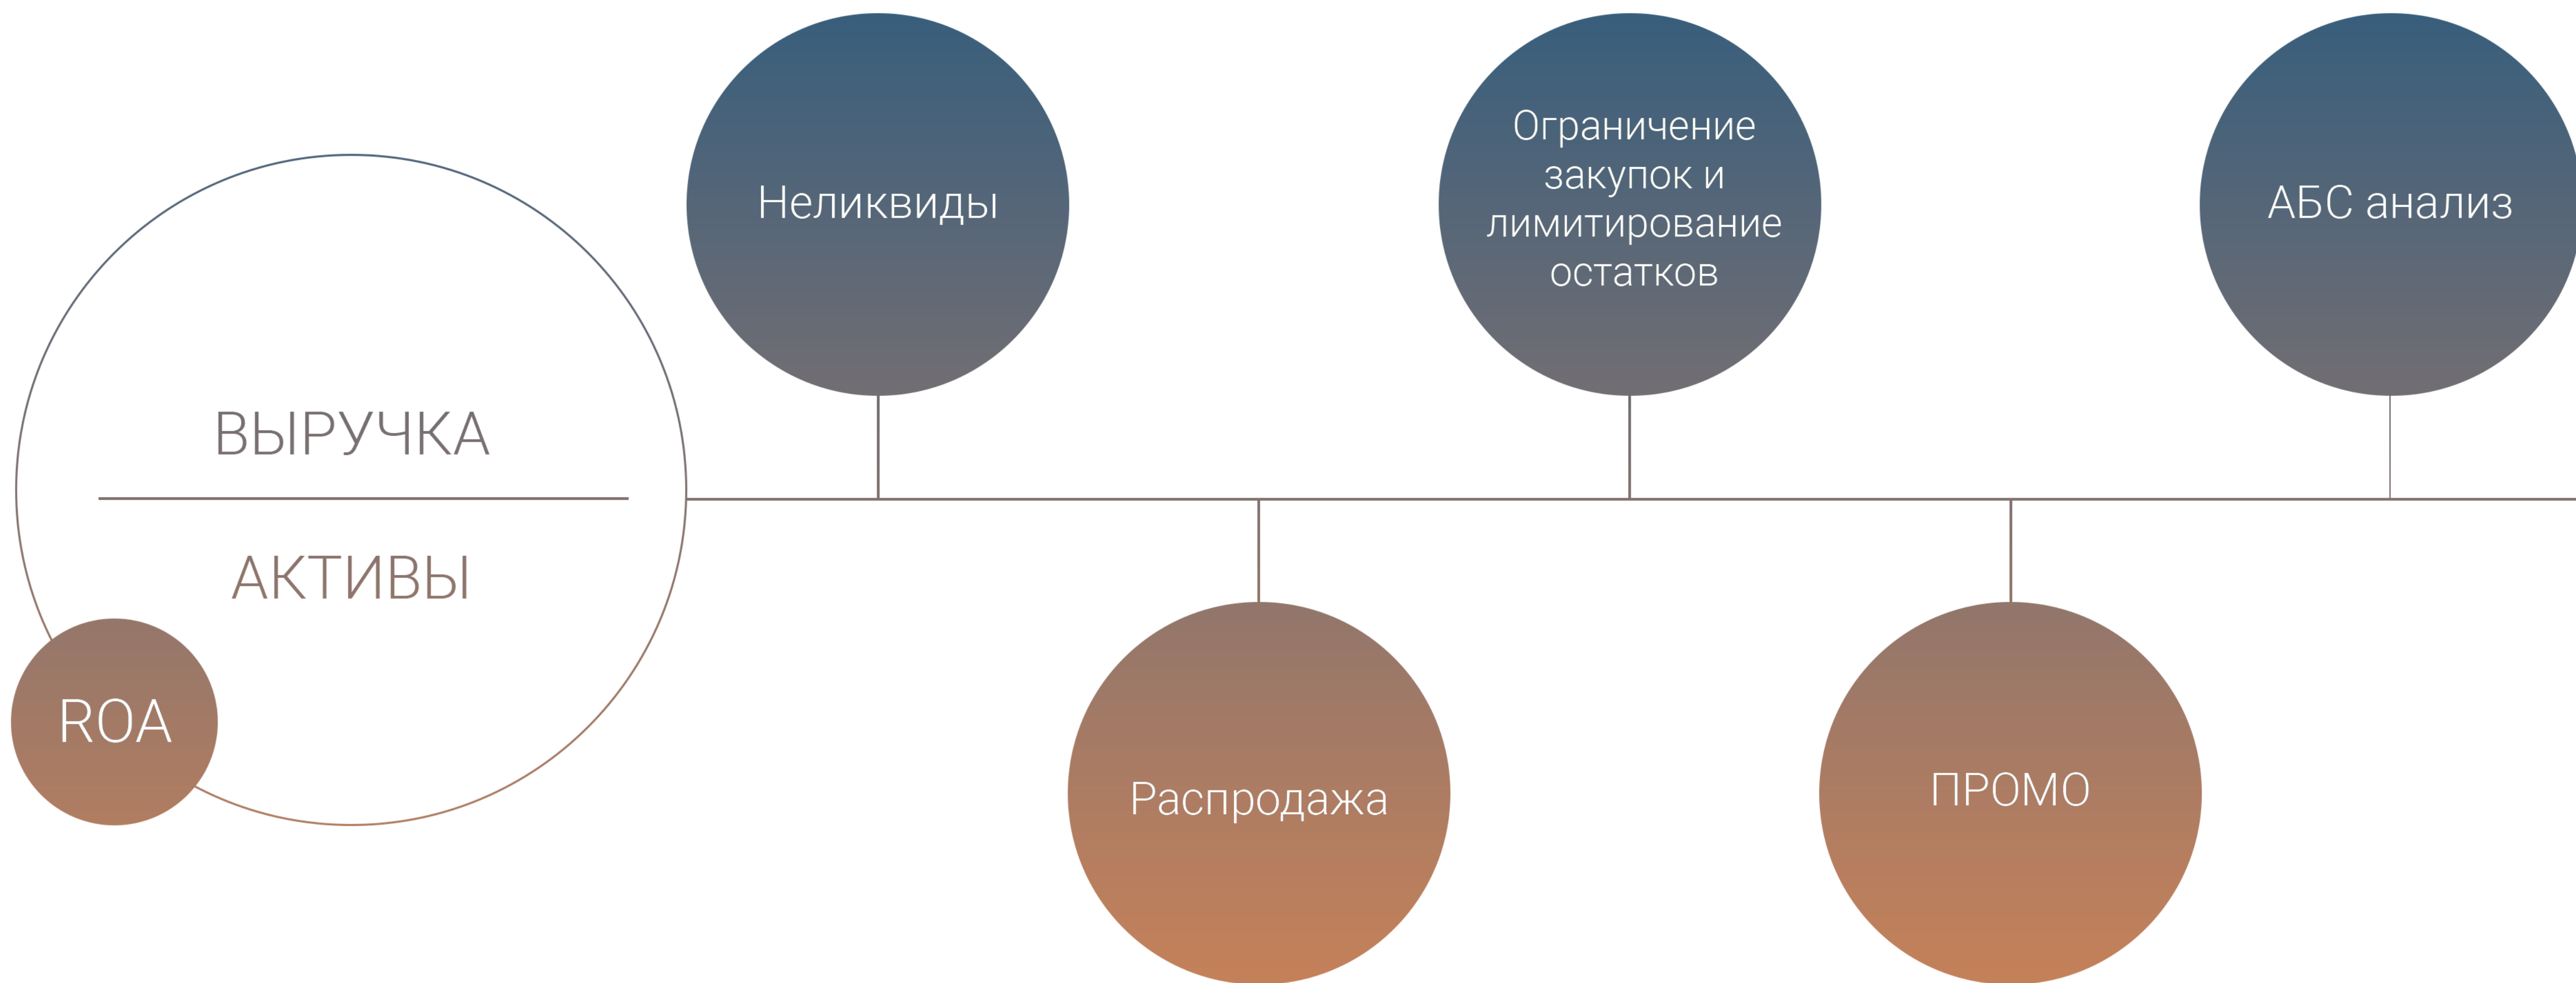 ВЫРУЧКА
АКТИВЫ
ROA
Неликвиды
Распродажа
Ограничение
закупок и
лимитирование
остатков
ПРОМО
АБС анализ